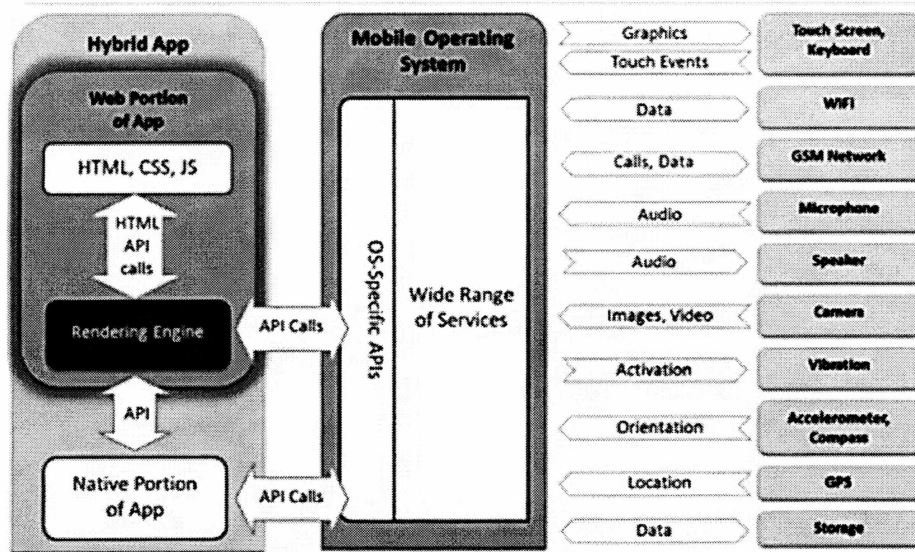 Hybrid App
Web Portion
of App
HTML, CSS, JS
HTML
API
calls
Rendering Engine
API
Native Portion
of App
API Calls
API Calls
Mobile Operating
System
OS-Specific APIs
Wide Range
of Services
Graphics
Touch Events
Touch Screen,
Keyboard
Data
WIFI
Calls, Data
GSM Network
Audio
Microphone
Audio
Speaker
Images, Video
Camera
Activation
Vibration
Orientation
Accelerometer,
Compass
Location
GPS
Data
Storage